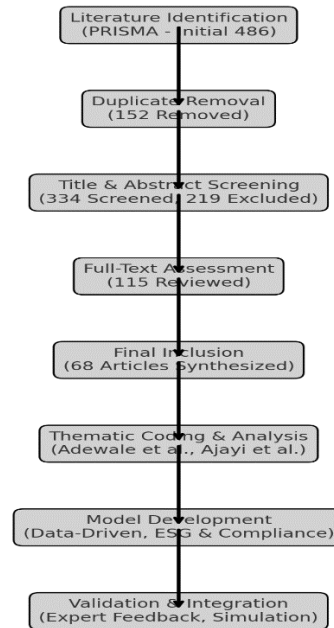 Literature Identification
(PRISMA - Initial 486)
Duplicate Removal
(152 Removed)
Title & Abstract Screening
(334 Screened, 219 Excluded)
Full-Text Assessment
(115 Reviewed)
Final Inclusion
(68 Articles Synthesized)
Thematic Coding & Analysis
(Adewale et al., Ajayi et al.)
Model Development
(Data-Driven, ESG & Compliance)
Validation & Integration
(Expert Feedback, Simulation)